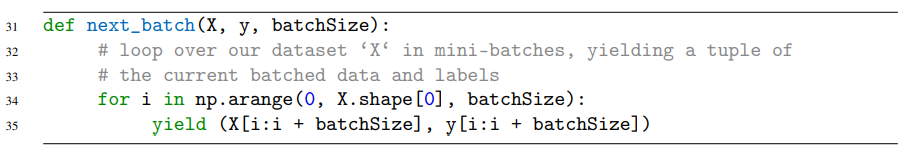 31 def next_batch(X, y, batchSize):
32 # loop over our dataset ‘X‘ in mini-batches, yielding a tuple of
33 # the current batched data and labels
34 for i in np.arange(0, X.shape[0], batchSize):
35 yield (X[i:i + batchSize], y[i:i + batchSize])